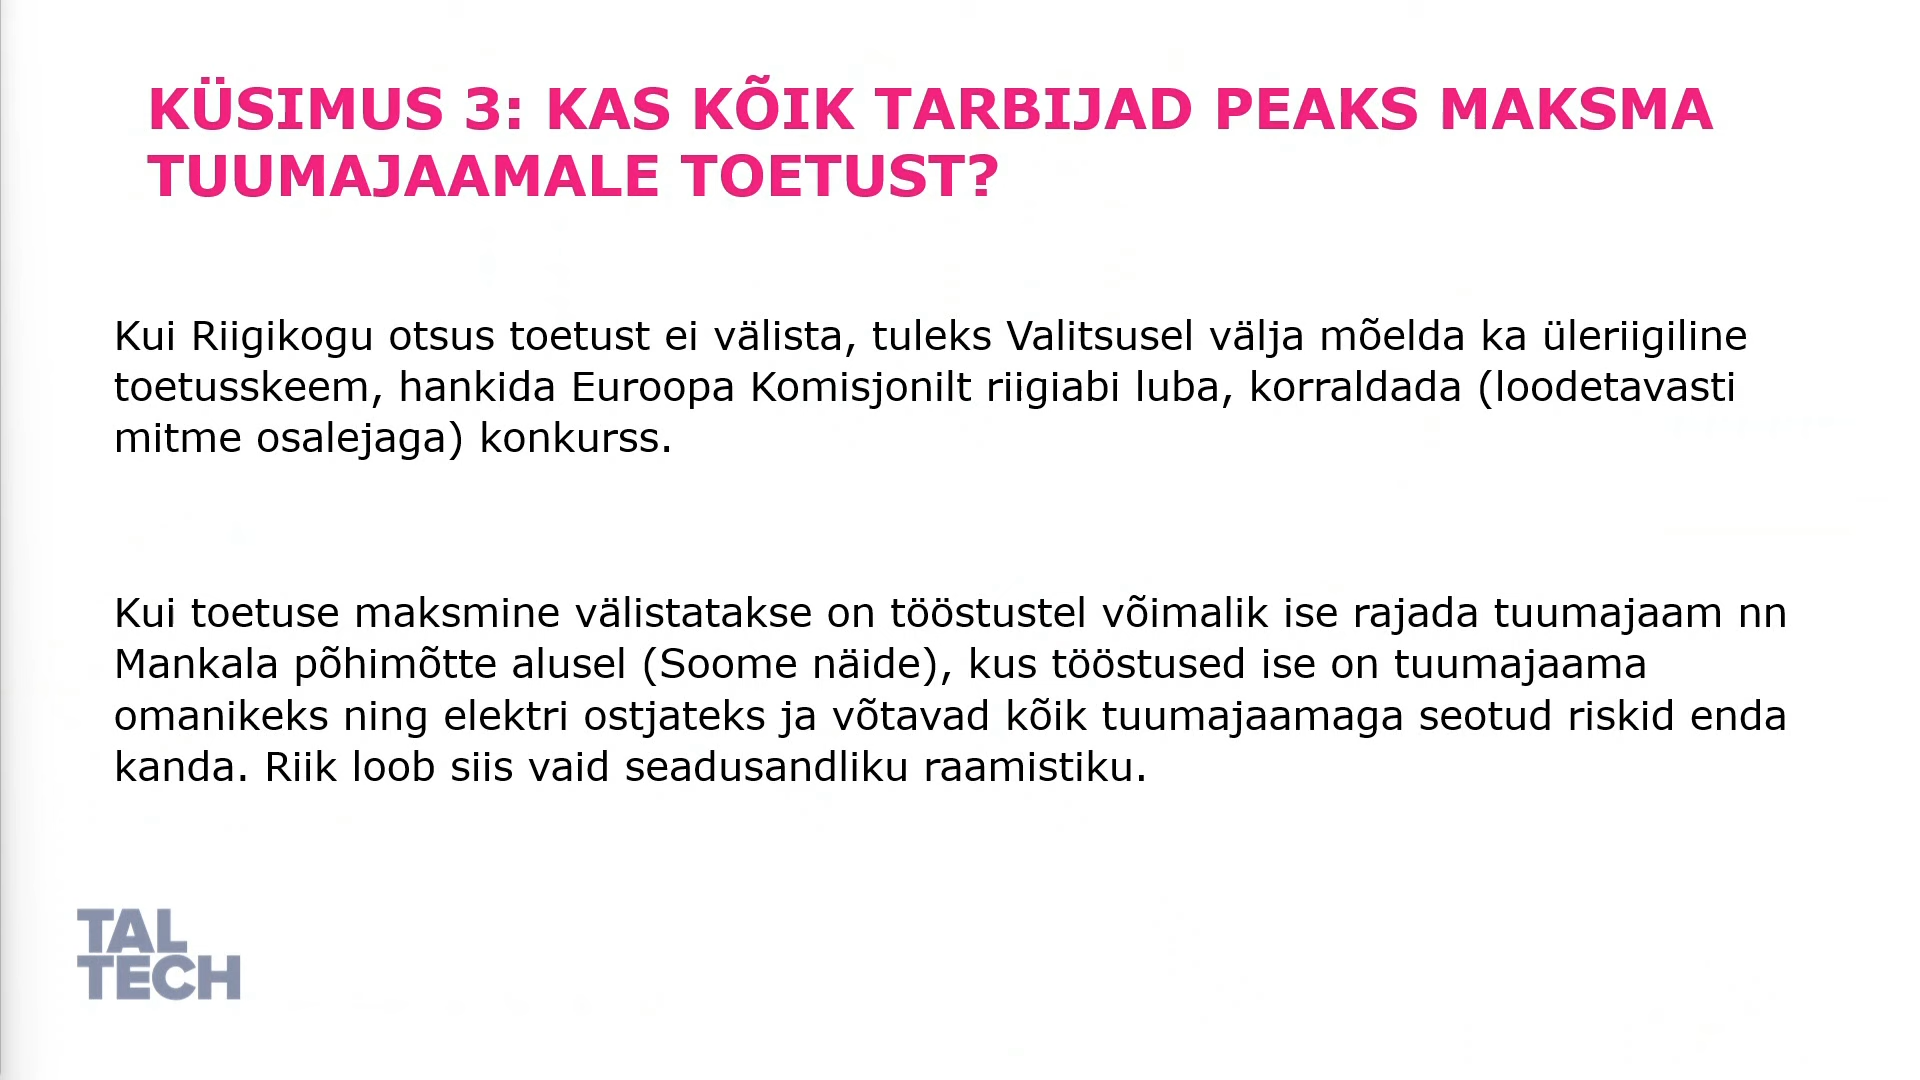 KÜSIMUS 3: KAS KÕIK TARBIJAD PEAKS MAKSMA
TUUMAJAAMALE TOETUST?
Kui Riigikogu otsus toetust ei välista, tuleks Valitsusel välja mõelda ka üleriigiline
toetusskeem, hankida Euroopa Komisjonilt riigiabi luba, korraldada (loodetavasti
mitme osalejaga) konkurss.
Kui toetuse maksmine välistatakse on tööstustel võimalik ise rajada tuumajaam nn
Mankala põhimõtte alusel (Soome näide), kus tööstused ise on tuumajaama
omanikeks ning elektri ostjateks ja võtavad kõik tuumajaamaga seotud riskid enda
kanda. Riik loob siis vaid seadusandliku raamistiku.
TAL
TECH